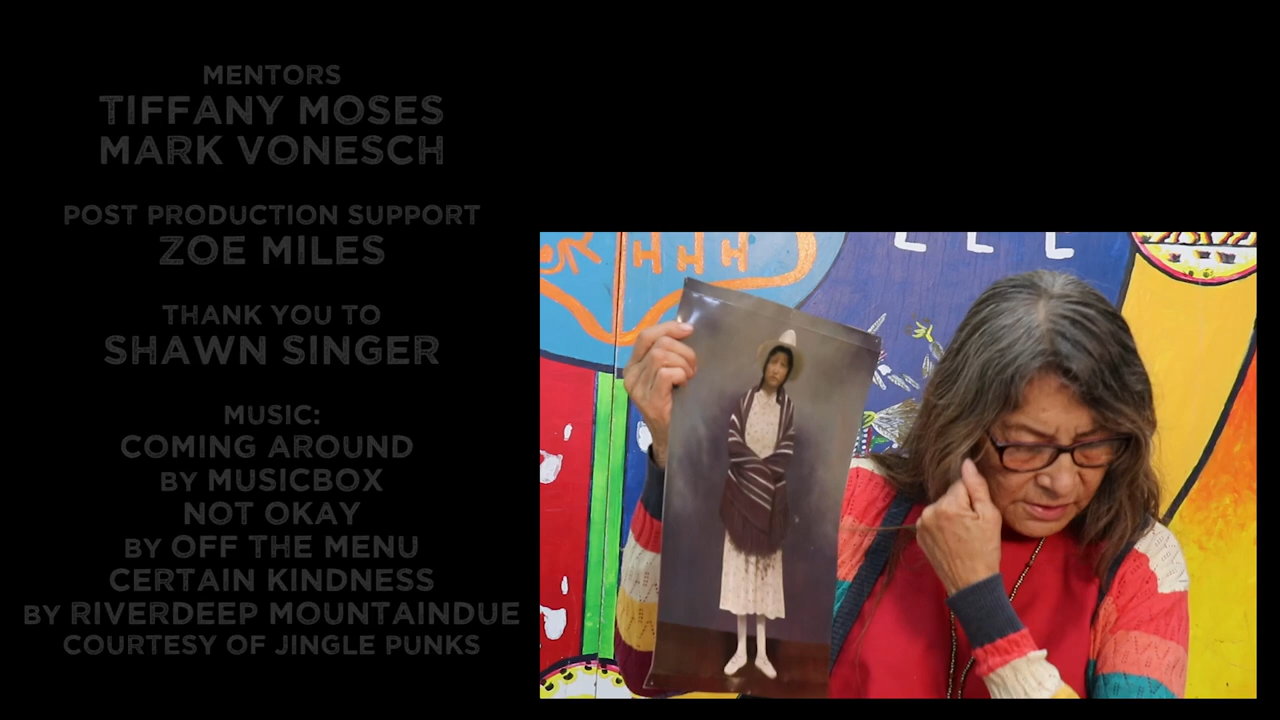 MENTORS
TIFFANY MOSES
MARK VONESCH
POST PRODUCTION SUPPORT
ZOE MILES
THANK YOU TO
SHAWN SINGER
MUSIC:
COMING AROUND
BY MUSICBOX
NOT OKAY
BY OFF THE MENU
CERTAIN KINDNESS
BY RIVERDEEP MOUNTAINDUE
COURTESY OF JINGLE PUNKS